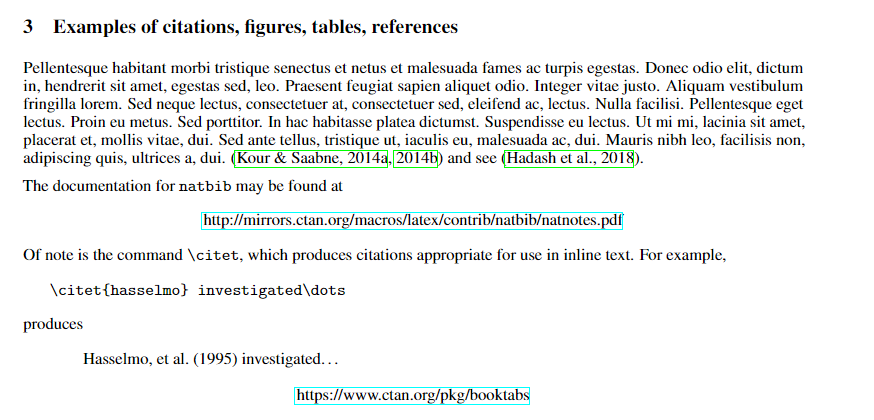 3 Examples of citations, figures, tables, references
Pellentesque habitant morbi tristique senectus et netus et malesuada fames ac turpis egestas. Donec odio elit, dictum
in, hendrerit sit amet, egestas sed, leo. Praesent feugiat sapien aliquet odio. Integer vitae justo. Aliquam vestibulum
fringilla lorem. Sed neque lectus, consectetuer at, consectetuer sed, eleifend ac, lectus. Nulla facilisi. Pellentesque eget
lectus. Proin eu metus. Sed porttitor. In hac habitasse platea dictumst. Suspendisse eu lectus. Ut mi mi, lacinia sit amet,
placerat et, mollis vitae, dui. Sed ante tellus, tristique ut, iaculis eu, malesuada ac, dui. Mauris nibh leo, facilisis non,
adipiscing quis, ultrices a, dui. (Kour & Saabne, 2014a, 2014b) and see (Hadash et al., 2018).
The documentation for natbib may be found at
http://mirrors.ctan.org/macros/latex/contrib/natbib/natnotes.pdf
Of note is the command \citet, which produces citations appropriate for use in inline text. For example,
\citet{hasselmo} investigated\dots
produces
Hasselmo, et al. (1995) investigated...
https://www.ctan.org/pkg/booktabs